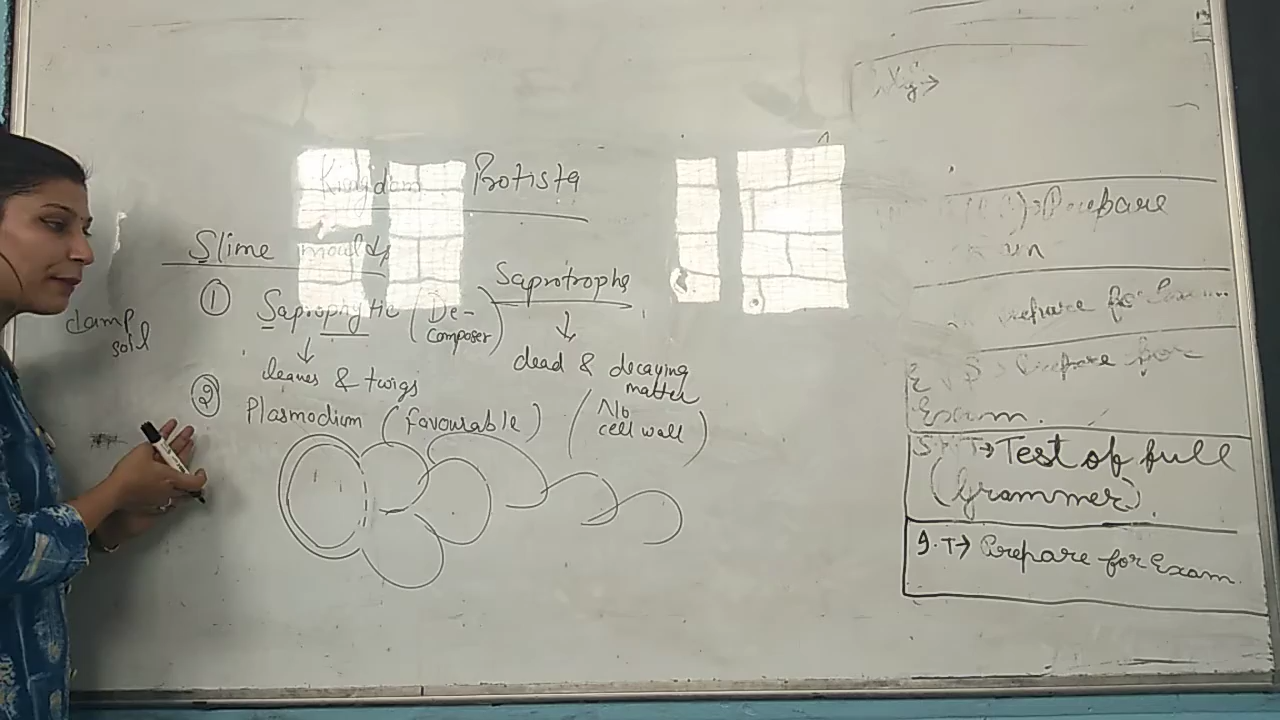 Kingdom Protista
Slime moulds
① Saprophytic (De-
composer)
Saprotrophs
↓
dead & decaying
matter
(No
cell wall)
damp
soil
↓
leaves & twigs
② Plasmodium (favourable)
Prepare
Prepare for
Prepare for
Exam.
Test of full
(Grammer).
g.T→ Prepare for Exam.